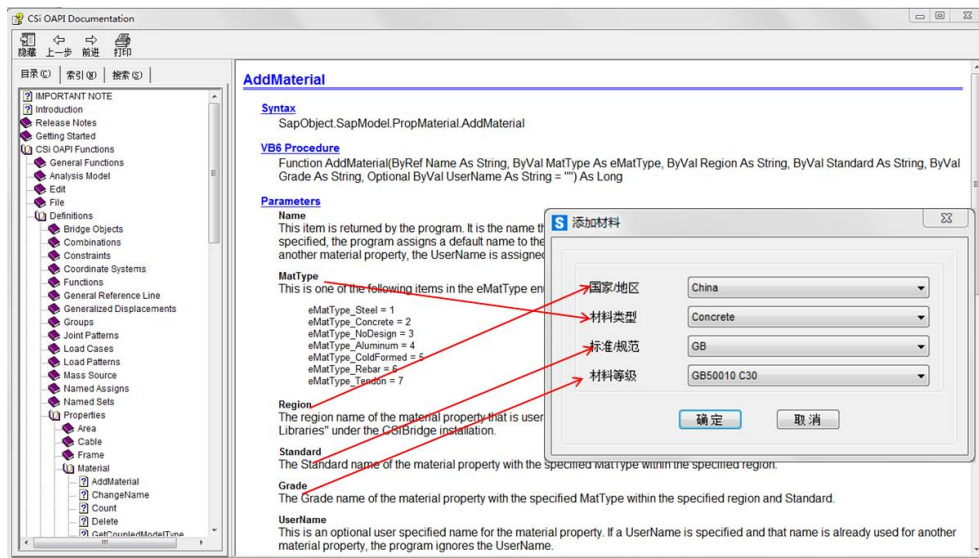 CSi OAPI Documentation
隐藏 上一步 前进 打印
目录(C) 索引(N) 搜索(S)
IMPORTANT NOTE
Introduction
Release Notes
Getting Started
CSi OAPI Functions
General Functions
Analysis Model
Edit
File
Definitions
Bridge Objects
Combinations
Constraints
Coordinate Systems
Functions
General Reference Line
Generalized Displacements
Groups
Joint Patterns
Load Cases
Load Patterns
Mass Source
Named Assigns
Named Sets
Properties
Area
Cable
Frame
Material
AddMaterial
ChangeName
Count
Delete
GetCoupledModelType
AddMaterial
Syntax
SapObject.SapModel.PropMaterial.AddMaterial
VB6 Procedure
Function AddMaterial(ByRef Name As String, ByVal MatType As eMatType, ByVal Region As String, ByVal Standard As String, ByVal
Grade As String, Optional ByVal UserName As String = "") As Long
Parameters
Name
This item is returned by the program. It is the name th
specified, the program assigns a default name to the
another material property, the UserName is assigned
MatType
This is one of the following items in the eMatType en
eMatType_Steel = 1
eMatType_Concrete = 2
eMatType_NoDesign = 3
eMatType_Aluminum = 4
eMatType_ColdFormed = 5
eMatType_Rebar = 6
eMatType_Tendon = 7
Region
The region name of the material property that is user
Libraries" under the CSIBridge installation.
Standard
The Standard name of the material property with the specified MatType within the specified region.
Grade
The Grade name of the material property with the specified MatType within the specified region and Standard.
UserName
This is an optional user specified name for the material property. If a UserName is specified and that name is already used for another
material property, the program ignores the UserName.
S 添加材料
国家/地区 China
材料类型 Concrete
标准/规范 GB
材料等级 GB50010 C30
确定 取消